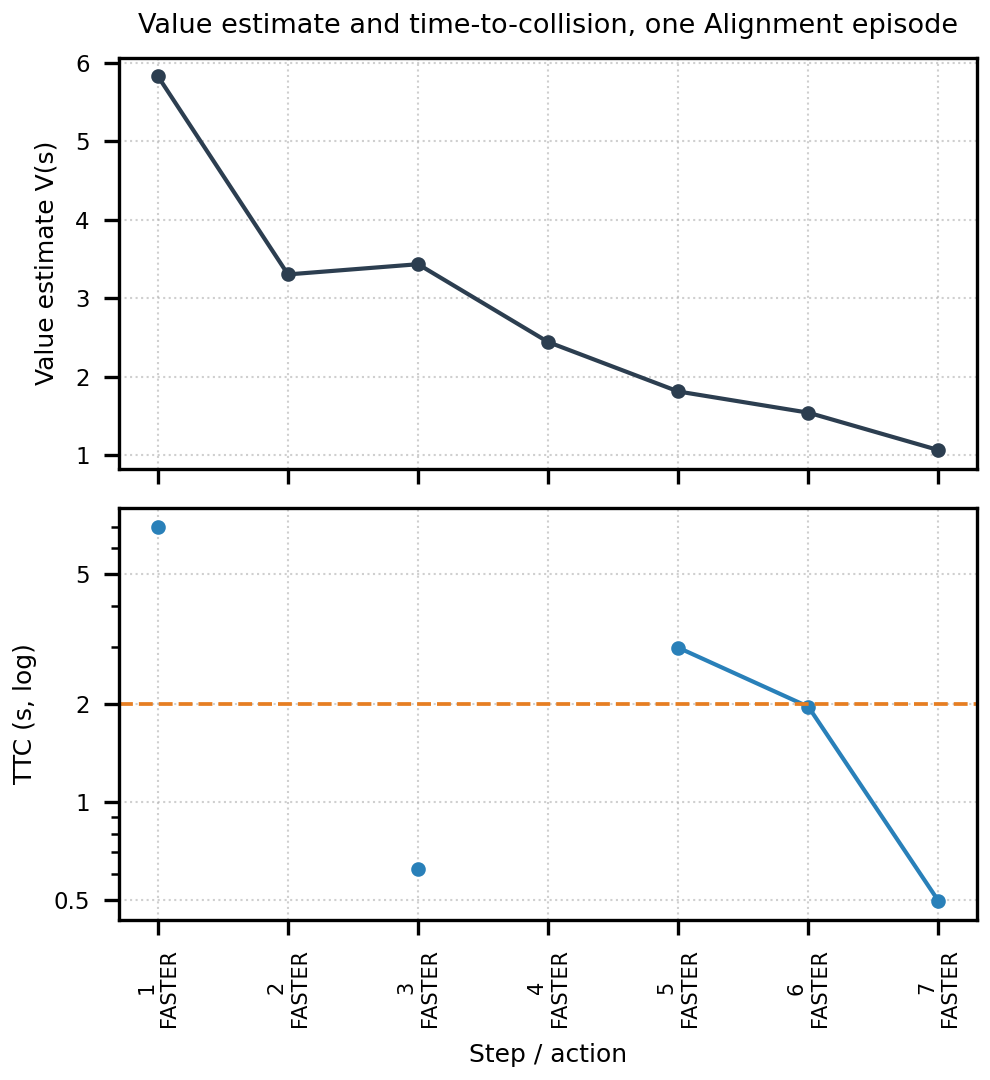 Value estimate and time-to-collision, one Alignment episode
Value estimate V(s)
6
5
4
3
2
1
TTC (s, log)
5
2
1
0.5
1
FASTER
2
FASTER
3
FASTER
4
FASTER
5
FASTER
6
FASTER
7
FASTER
Step / action